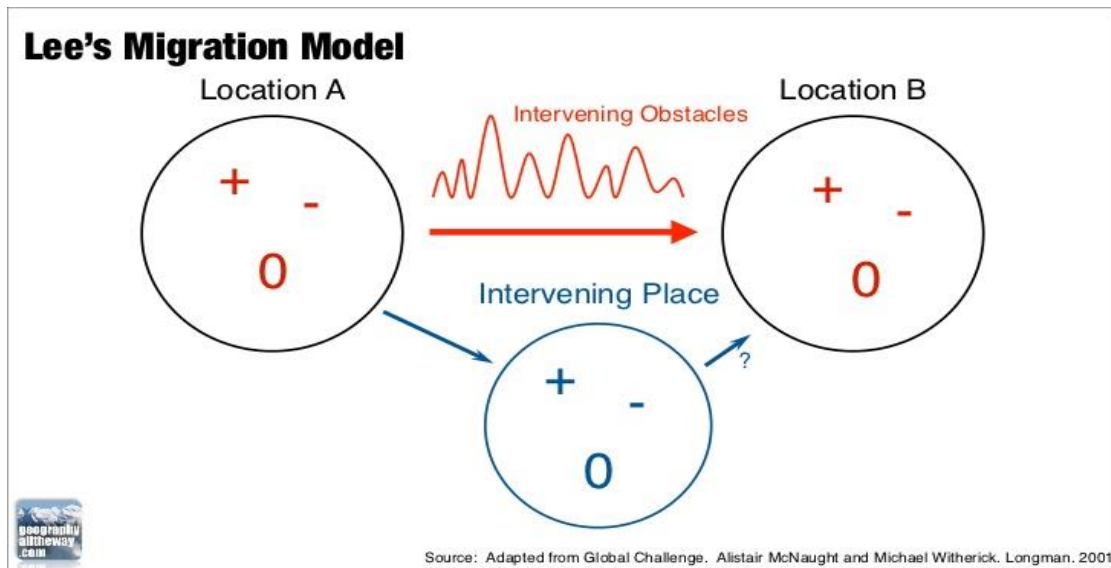 Lee's Migration Model
Location A
Location B
Intervening Obstacles
+
-
0
+
-
0
Intervening Place
+
-
0
?
geography
alltheway
.com
Source: Adapted from Global Challenge. Alistair McNaught and Michael Witherick. Longman. 2001